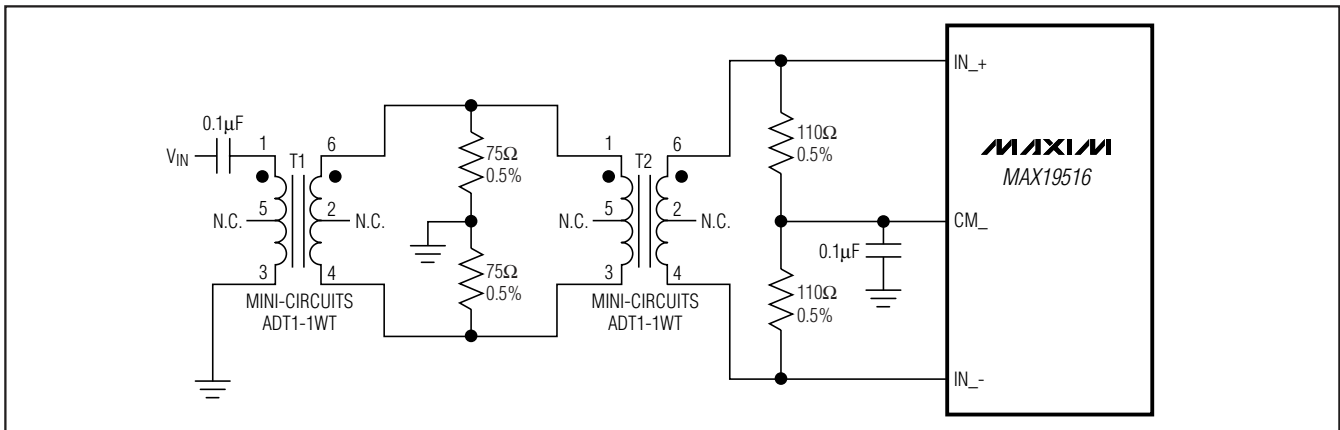 IN_+
0.1µF
VIN
1
T1
6
75Ω
0.5%
1
T2
6
110Ω
0.5%
MAXIM
MAX19516
N.C.
5
2
N.C.
N.C.
5
2
N.C.
CM_
0.1µF
3
4
75Ω
0.5%
3
4
110Ω
0.5%
MINI-CIRCUITS
ADT1-1WT
MINI-CIRCUITS
ADT1-1WT
IN_-